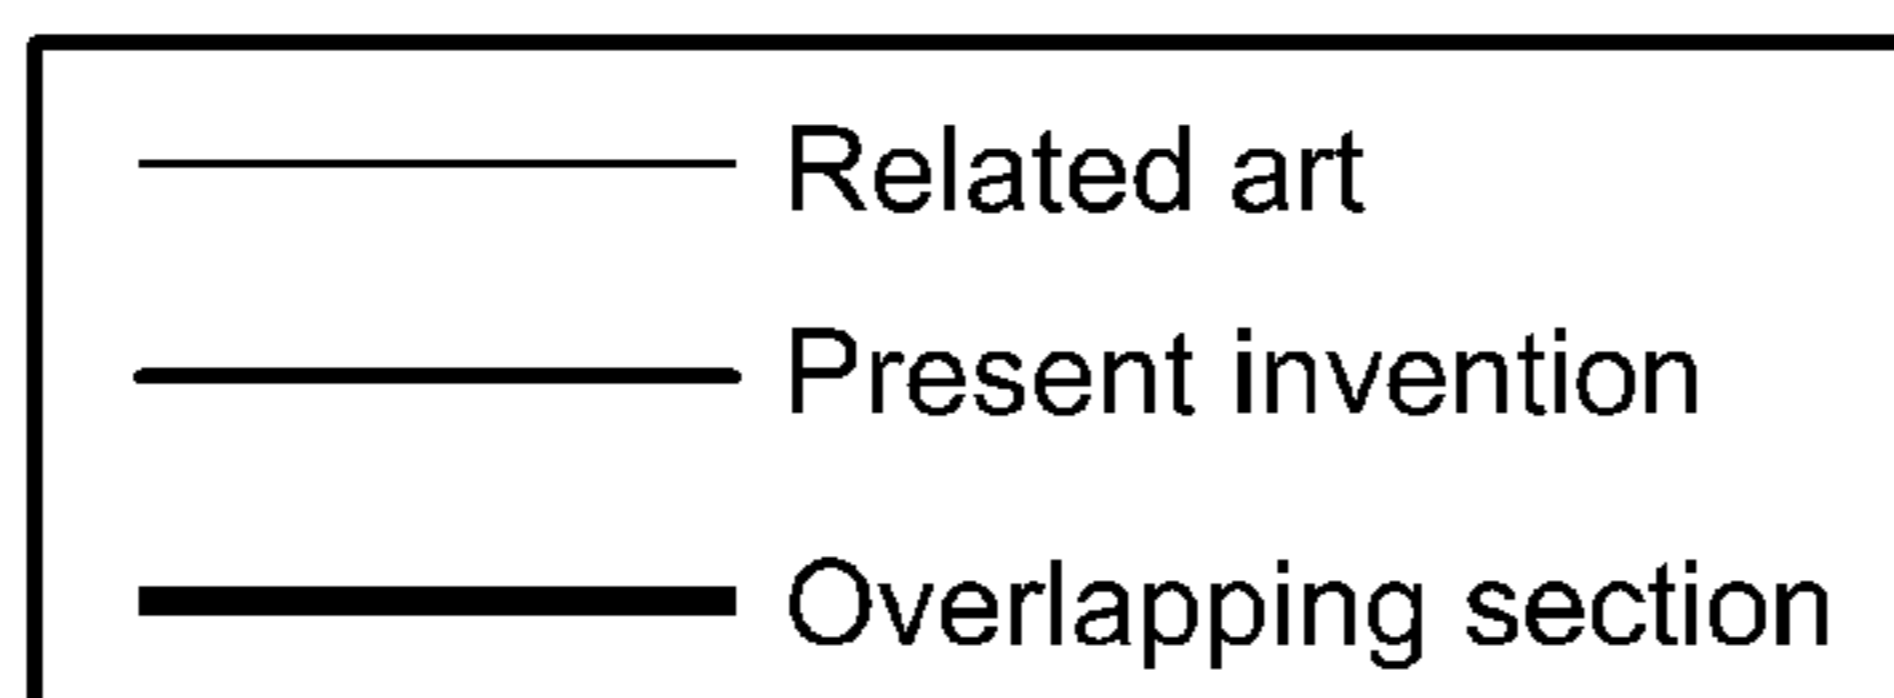 Related art
Present invention
Overlapping section